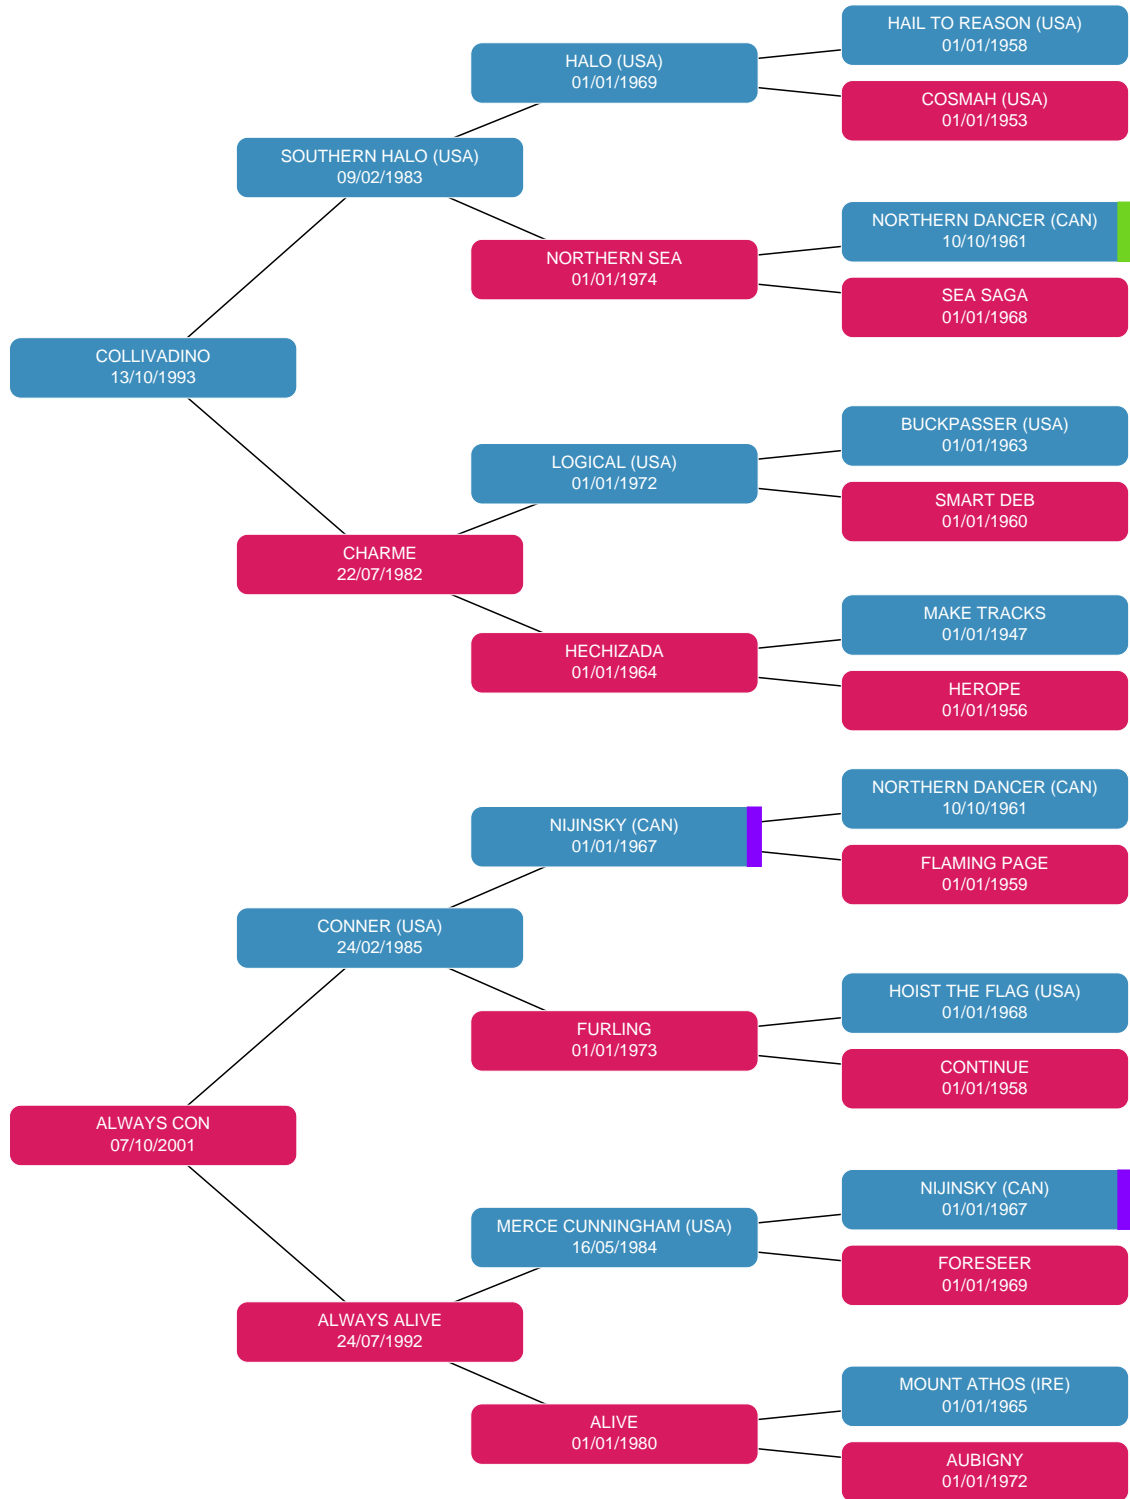 HAIL TO REASON (USA)
01/01/1958
HALO (USA)
01/01/1969
COSMAH (USA)
01/01/1953
SOUTHERN HALO (USA)
09/02/1983
NORTHERN DANCER (CAN)
10/10/1961
NORTHERN SEA
01/01/1974
SEA SAGA
01/01/1968
COLLIVADINO
13/10/1993
BUCKPASSER (USA)
01/01/1963
LOGICAL (USA)
01/01/1972
SMART DEB
01/01/1960
CHARME
22/07/1982
MAKE TRACKS
01/01/1947
HECHIZADA
01/01/1964
HEROPE
01/01/1956
NORTHERN DANCER (CAN)
10/10/1961
NIJINSKY (CAN)
01/01/1967
FLAMING PAGE
01/01/1959
CONNER (USA)
24/02/1985
HOIST THE FLAG (USA)
01/01/1968
FURLING
01/01/1973
CONTINUE
01/01/1958
ALWAYS CON
07/10/2001
NIJINSKY (CAN)
01/01/1967
MERCE CUNNINGHAM (USA)
16/05/1984
FORESEER
01/01/1969
ALWAYS ALIVE
24/07/1992
MOUNT ATHOS (IRE)
01/01/1965
ALIVE
01/01/1980
AUBIGNY
01/01/1972